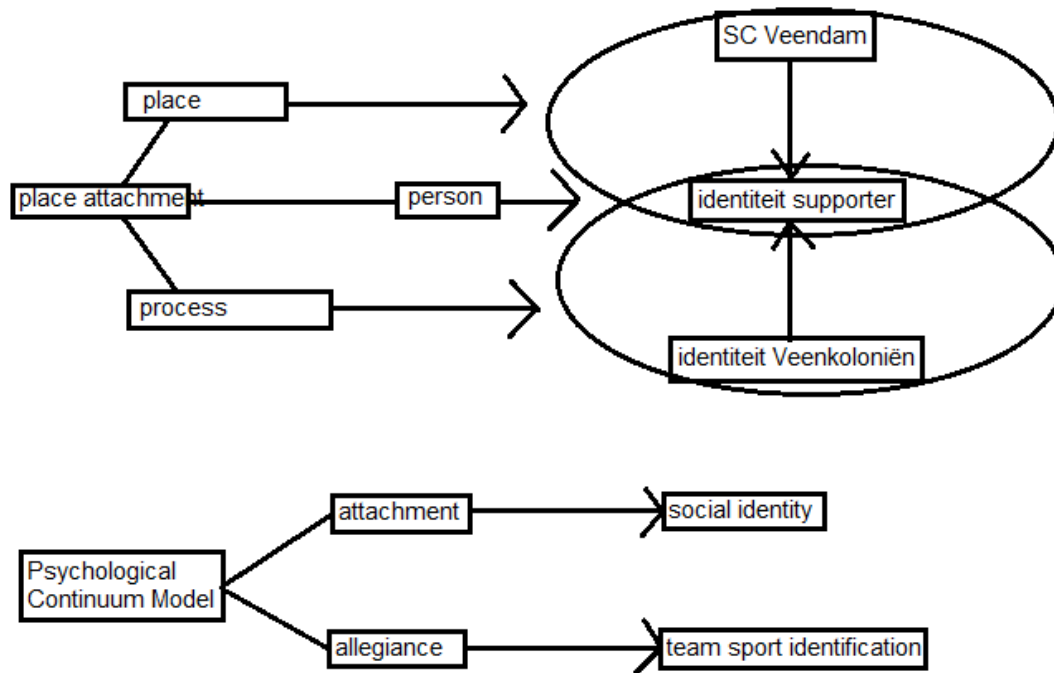 SC Veendam
place
place attachment
person
identiteit supporter
process
identiteit Veenkoloniën
attachment
social identity
Psychological
Continuum Model
allegiance
team sport identification